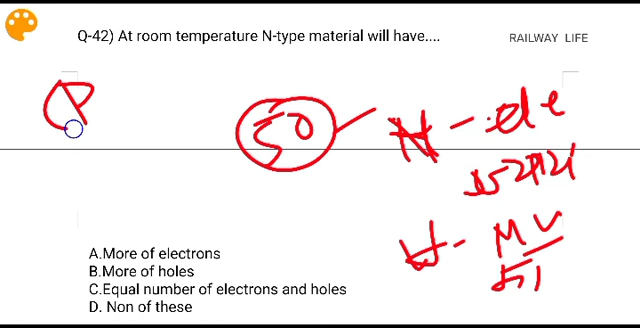 Q-42) At room temperature N-type material will have....
RAILWAY LIFE
50
A.More of electrons
B.More of holes
C.Equal number of electrons and holes
D. Non of these